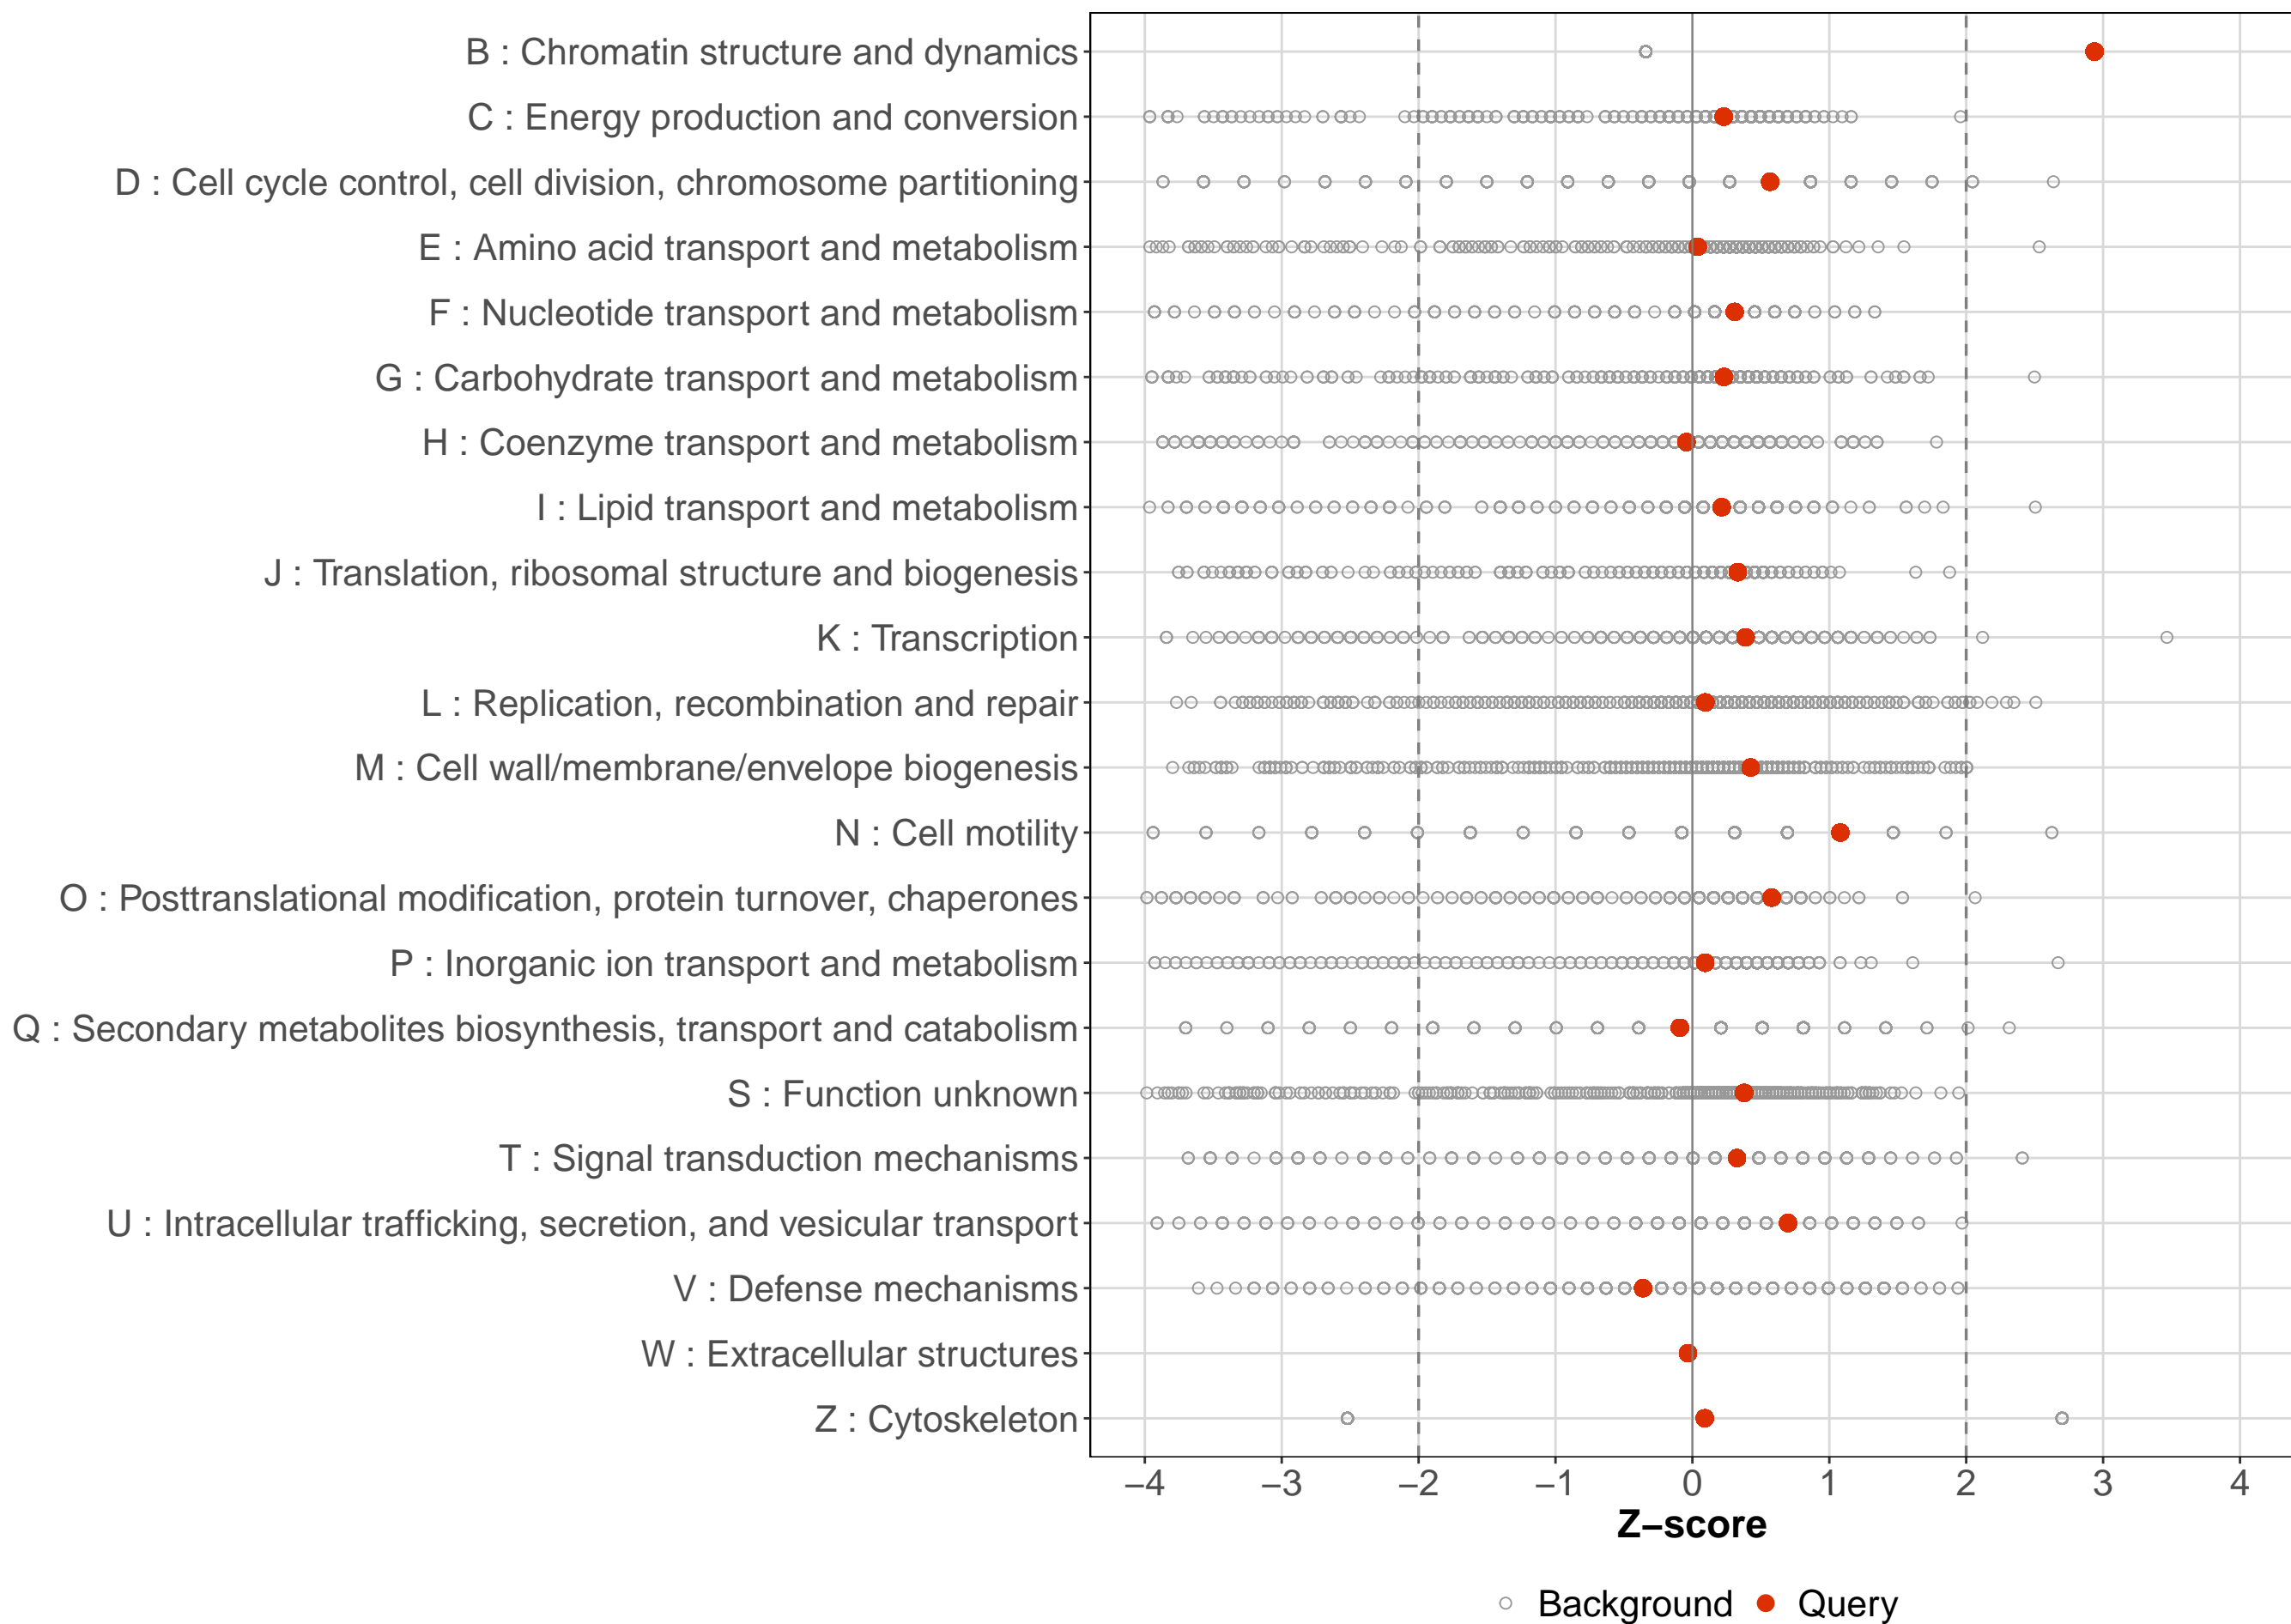 B : Chromatin structure and dynamics
C : Energy production and conversion
D : Cell cycle control, cell division, chromosome partitioning
E : Amino acid transport and metabolism
F : Nucleotide transport and metabolism
G : Carbohydrate transport and metabolism
H : Coenzyme transport and metabolism
I : Lipid transport and metabolism
J : Translation, ribosomal structure and biogenesis
K : Transcription
L : Replication, recombination and repair
M : Cell wall/membrane/envelope biogenesis
N : Cell motility
O : Posttranslational modification, protein turnover, chaperones
P : Inorganic ion transport and metabolism
Q : Secondary metabolites biosynthesis, transport and catabolism
S : Function unknown
T : Signal transduction mechanisms
U : Intracellular trafficking, secretion, and vesicular transport
V : Defense mechanisms
W : Extracellular structures
Z : Cytoskeleton
−4 −3 −2 −1 0 1 2 3 4
Z−score
Background Query